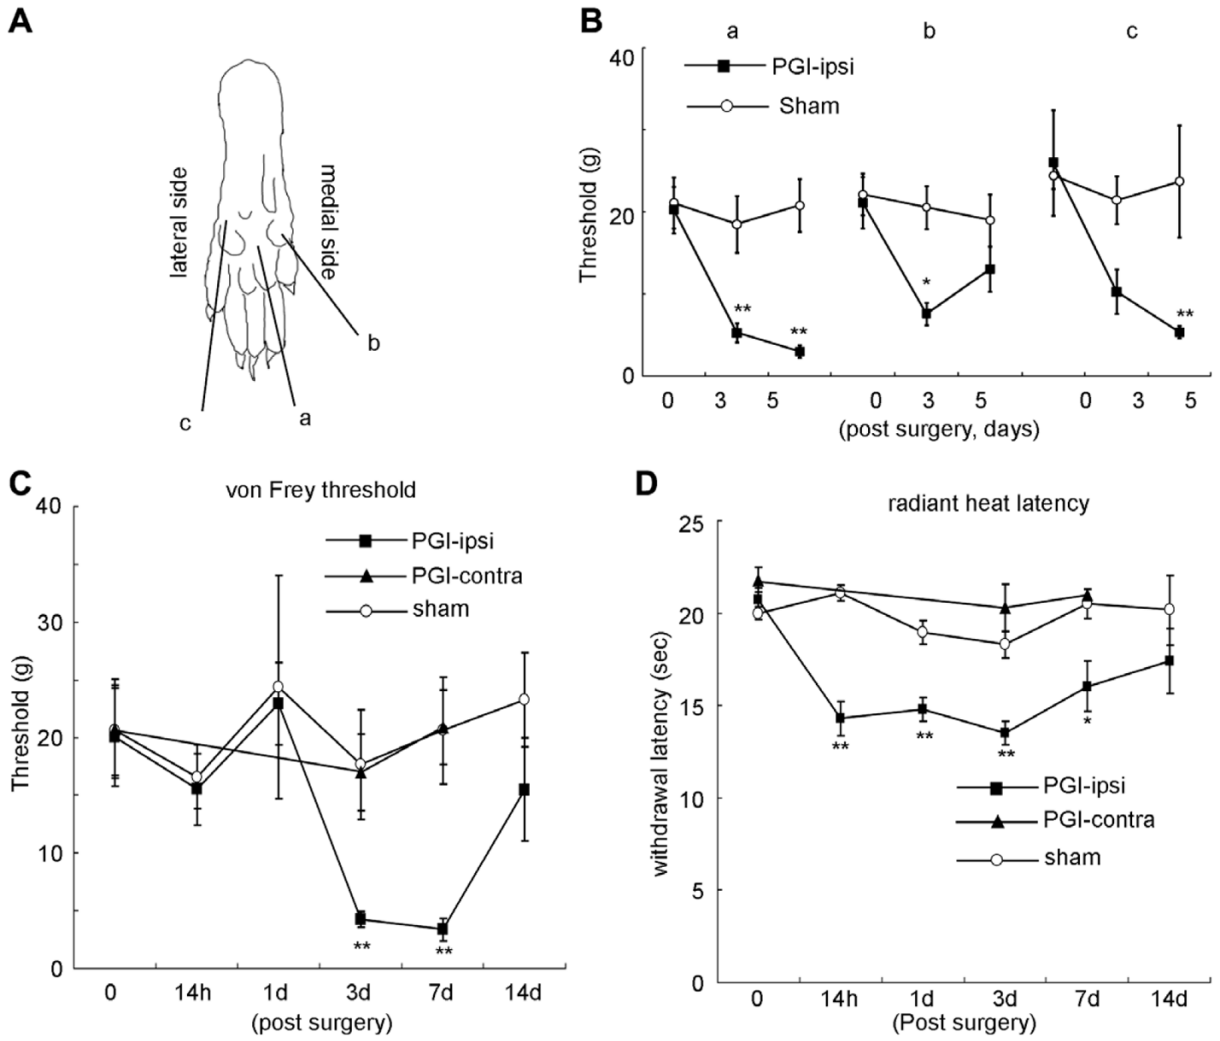 A
lateral side
medial side
b
a
c
B
a b c
PGI-ipsi
Sham
Threshold (g)
40
20
0
*
**
**
**
0 3 5 0 3 5 0 3 5
(post surgery, days)
C
von Frey threshold
PGI-ipsi
PGI-contra
sham
Threshold (g)
40
30
20
10
0
** **
0 14h 1d 3d 7d 14d
(post surgery)
D
radiant heat latency
withdrawal latency (sec)
25
20
15
10
5
0
** ** ** *
PGI-ipsi
PGI-contra
sham
0 14h 1d 3d 7d 14d
(Post surgery)